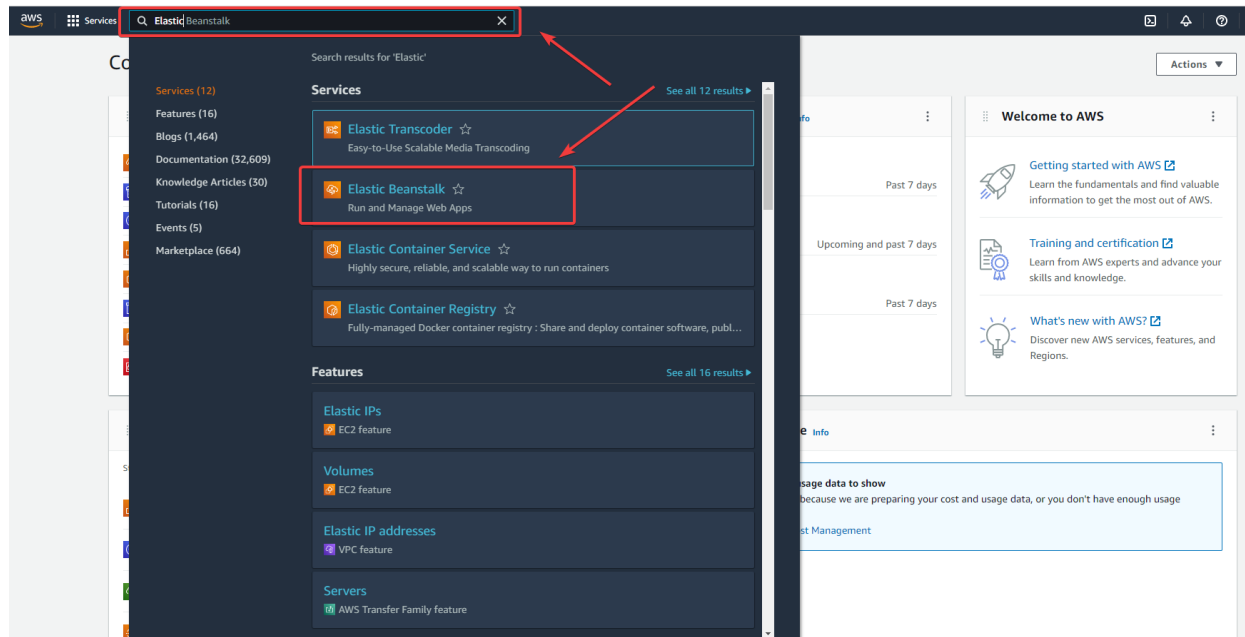 aws
Services
Elastic Beanstalk
Search results for 'Elastic'
Services (12)
Features (16)
Blogs (1,464)
Documentation (32,609)
Knowledge Articles (30)
Tutorials (16)
Events (5)
Marketplace (664)
Services
See all 12 results
Elastic Transcoder
Easy-to-Use Scalable Media Transcoding
Elastic Beanstalk
Run and Manage Web Apps
Elastic Container Service
Highly secure, reliable, and scalable way to run containers
Elastic Container Registry
Fully-managed Docker container registry : Share and deploy container software, publ...
Features
See all 16 results
Elastic IPs
EC2 feature
Volumes
EC2 feature
Elastic IP addresses
VPC feature
Servers
AWS Transfer Family feature
Co
Actions
nfo
Past 7 days
Upcoming and past 7 days
Past 7 days
Welcome to AWS
Getting started with AWS
Learn the fundamentals and find valuable
information to get the most out of AWS.
Training and certification
Learn from AWS experts and advance your
skills and knowledge.
What's new with AWS?
Discover new AWS services, features, and
Regions.
e Info
usage data to show
because we are preparing your cost and usage data, or you don't have enough usage
st Management